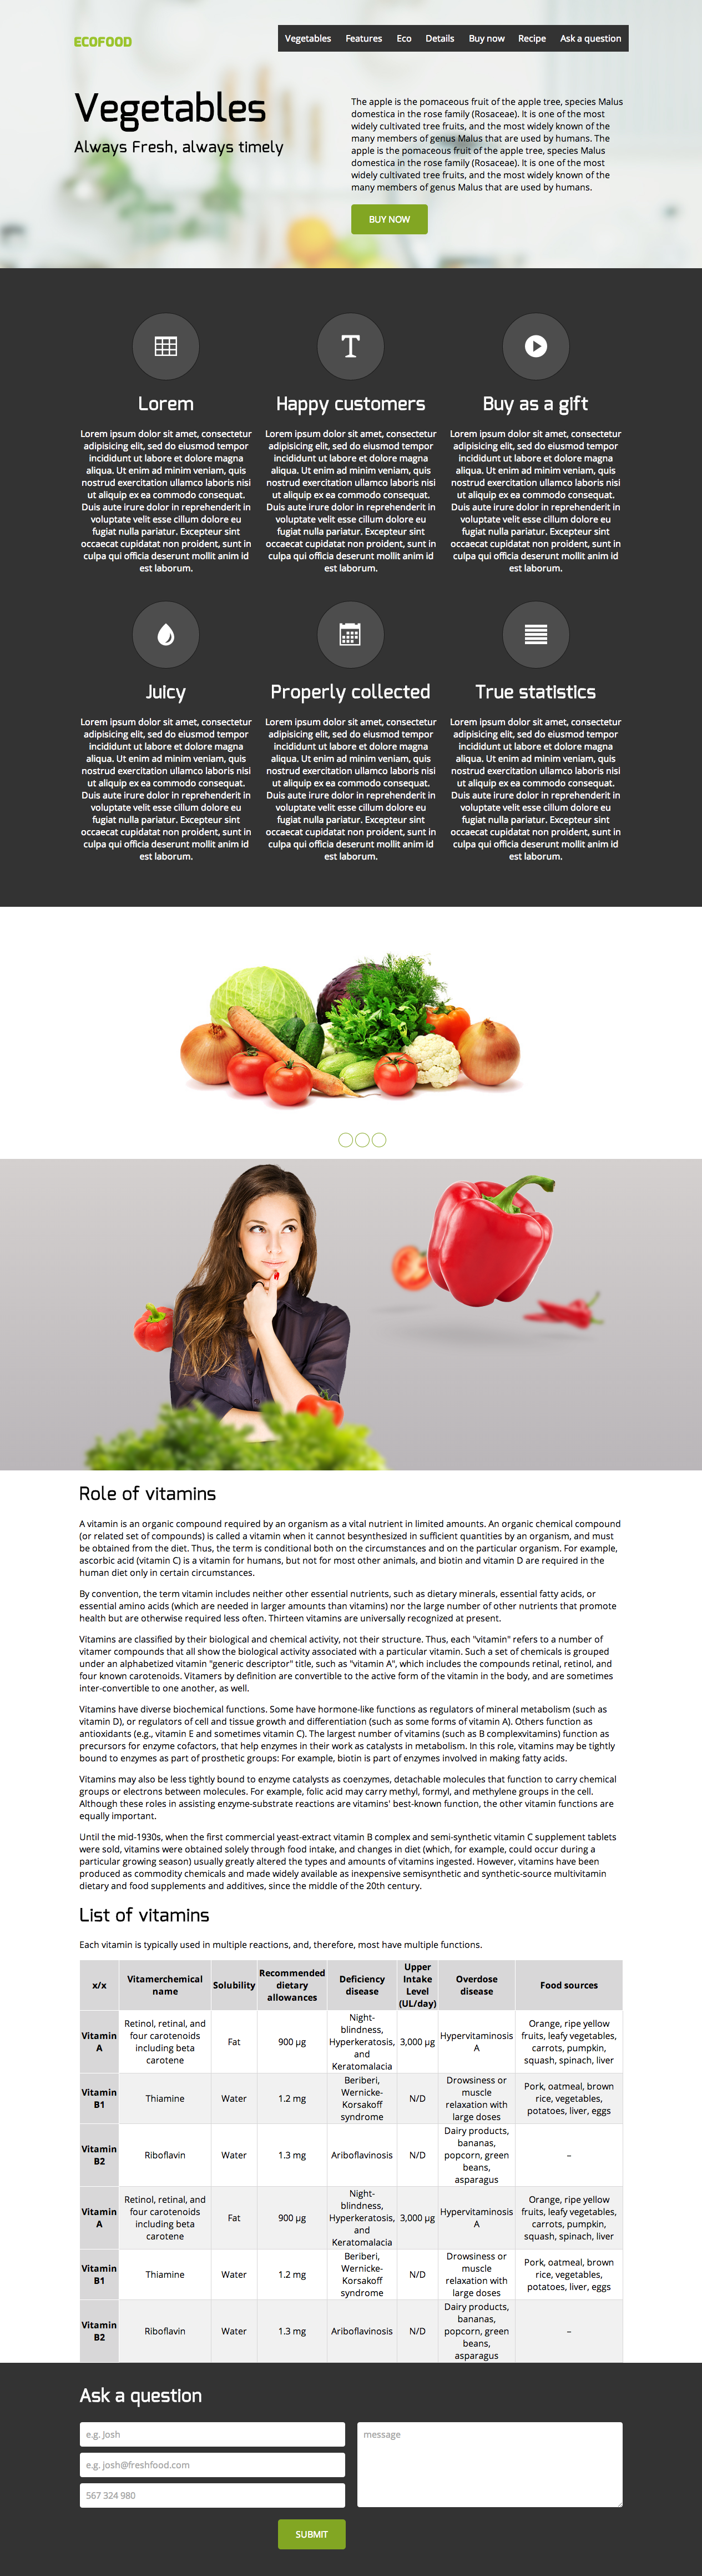 ECOFOOD
Vegetables Features Eco Details Buy now Recipe Ask a question
Vegetables
Always Fresh, always timely
The apple is the pomaceous fruit of the apple tree, species Malus
domestica in the rose family (Rosaceae). It is one of the most
widely cultivated tree fruits, and the most widely known of the
many members of genus Malus that are used by humans. The
apple is the pomaceous fruit of the apple tree, species Malus
domestica in the rose family (Rosaceae). It is one of the most
widely cultivated tree fruits, and the most widely known of the
many members of genus Malus that are used by humans.
BUY NOW
Lorem
Lorem ipsum dolor sit amet, consectetur
adipisicing elit, sed do eiusmod tempor
incididunt ut labore et dolore magna
aliqua. Ut enim ad minim veniam, quis
nostrud exercitation ullamco laboris nisi
ut aliquip ex ea commodo consequat.
Duis aute irure dolor in reprehenderit in
voluptate velit esse cillum dolore eu
fugiat nulla pariatur. Excepteur sint
occaecat cupidatat non proident, sunt in
culpa qui officia deserunt mollit anim id
est laborum.
Happy customers
Lorem ipsum dolor sit amet, consectetur
adipisicing elit, sed do eiusmod tempor
incididunt ut labore et dolore magna
aliqua. Ut enim ad minim veniam, quis
nostrud exercitation ullamco laboris nisi
ut aliquip ex ea commodo consequat.
Duis aute irure dolor in reprehenderit in
voluptate velit esse cillum dolore eu
fugiat nulla pariatur. Excepteur sint
occaecat cupidatat non proident, sunt in
culpa qui officia deserunt mollit anim id
est laborum.
Buy as a gift
Lorem ipsum dolor sit amet, consectetur
adipisicing elit, sed do eiusmod tempor
incididunt ut labore et dolore magna
aliqua. Ut enim ad minim veniam, quis
nostrud exercitation ullamco laboris nisi
ut aliquip ex ea commodo consequat.
Duis aute irure dolor in reprehenderit in
voluptate velit esse cillum dolore eu
fugiat nulla pariatur. Excepteur sint
occaecat cupidatat non proident, sunt in
culpa qui officia deserunt mollit anim id
est laborum.
Juicy
Lorem ipsum dolor sit amet, consectetur
adipisicing elit, sed do eiusmod tempor
incididunt ut labore et dolore magna
aliqua. Ut enim ad minim veniam, quis
nostrud exercitation ullamco laboris nisi
ut aliquip ex ea commodo consequat.
Duis aute irure dolor in reprehenderit in
voluptate velit esse cillum dolore eu
fugiat nulla pariatur. Excepteur sint
occaecat cupidatat non proident, sunt in
culpa qui officia deserunt mollit anim id
est laborum.
Properly collected
Lorem ipsum dolor sit amet, consectetur
adipisicing elit, sed do eiusmod tempor
incididunt ut labore et dolore magna
aliqua. Ut enim ad minim veniam, quis
nostrud exercitation ullamco laboris nisi
ut aliquip ex ea commodo consequat.
Duis aute irure dolor in reprehenderit in
voluptate velit esse cillum dolore eu
fugiat nulla pariatur. Excepteur sint
occaecat cupidatat non proident, sunt in
culpa qui officia deserunt mollit anim id
est laborum.
True statistics
Lorem ipsum dolor sit amet, consectetur
adipisicing elit, sed do eiusmod tempor
incididunt ut labore et dolore magna
aliqua. Ut enim ad minim veniam, quis
nostrud exercitation ullamco laboris nisi
ut aliquip ex ea commodo consequat.
Duis aute irure dolor in reprehenderit in
voluptate velit esse cillum dolore eu
fugiat nulla pariatur. Excepteur sint
occaecat cupidatat non proident, sunt in
culpa qui officia deserunt mollit anim id
est laborum.
Role of vitamins
A vitamin is an organic compound required by an organism as a vital nutrient in limited amounts. An organic chemical compound
(or related set of compounds) is called a vitamin when it cannot besynthesized in sufficient quantities by an organism, and must
be obtained from the diet. Thus, the term is conditional both on the circumstances and on the particular organism. For example,
ascorbic acid (vitamin C) is a vitamin for humans, but not for most other animals, and biotin and vitamin D are required in the
human diet only in certain circumstances.
By convention, the term vitamin includes neither other essential nutrients, such as dietary minerals, essential fatty acids, or
essential amino acids (which are needed in larger amounts than vitamins) nor the large number of other nutrients that promote
health but are otherwise required less often. Thirteen vitamins are universally recognized at present.
Vitamins are classified by their biological and chemical activity, not their structure. Thus, each "vitamin" refers to a number of
vitamer compounds that all show the biological activity associated with a particular vitamin. Such a set of chemicals is grouped
under an alphabetized vitamin "generic descriptor" title, such as "vitamin A", which includes the compounds retinal, retinol, and
four known carotenoids. Vitamers by definition are convertible to the active form of the vitamin in the body, and are sometimes
inter-convertible to one another, as well.
Vitamins have diverse biochemical functions. Some have hormone-like functions as regulators of mineral metabolism (such as
vitamin D), or regulators of cell and tissue growth and differentiation (such as some forms of vitamin A). Others function as
antioxidants (e.g., vitamin E and sometimes vitamin C). The largest number of vitamins (such as B complexvitamins) function as
precursors for enzyme cofactors, that help enzymes in their work as catalysts in metabolism. In this role, vitamins may be tightly
bound to enzymes as part of prosthetic groups: For example, biotin is part of enzymes involved in making fatty acids.
Vitamins may also be less tightly bound to enzyme catalysts as coenzymes, detachable molecules that function to carry chemical
groups or electrons between molecules. For example, folic acid may carry methyl, formyl, and methylene groups in the cell.
Although these roles in assisting enzyme-substrate reactions are vitamins' best-known function, the other vitamin functions are
equally important.
Until the mid-1930s, when the first commercial yeast-extract vitamin B complex and semi-synthetic vitamin C supplement tablets
were sold, vitamins were obtained solely through food intake, and changes in diet (which, for example, could occur during a
particular growing season) usually greatly altered the types and amounts of vitamins ingested. However, vitamins have been
produced as commodity chemicals and made widely available as inexpensive semisynthetic and synthetic-source multivitamin
dietary and food supplements and additives, since the middle of the 20th century.
List of vitamins
Each vitamin is typically used in multiple reactions, and, therefore, most have multiple functions.
x/x
Vitamerchemical
name
Solubility
Recommended
dietary
allowances
Deficiency
disease
Upper
Intake
Level
(UL/day)
Overdose
disease
Food sources
Vitamin
A
Retinol, retinal, and
four carotenoids
including beta
carotene
Fat
900 µg
Night-
blindness,
Hyperkeratosis,
and
Keratomalacia
3,000 µg
Hypervitaminosis
A
Orange, ripe yellow
fruits, leafy vegetables,
carrots, pumpkin,
squash, spinach, liver
Vitamin
B1
Thiamine
Water
1.2 mg
Beriberi,
Wernicke-
Korsakoff
syndrome
N/D
Drowsiness or
muscle
relaxation with
large doses
Pork, oatmeal, brown
rice, vegetables,
potatoes, liver, eggs
Vitamin
B2
Riboflavin
Water
1.3 mg
Ariboflavinosis
N/D
Dairy products,
bananas,
popcorn, green
beans,
asparagus
–
Vitamin
A
Retinol, retinal, and
four carotenoids
including beta
carotene
Fat
900 µg
Night-
blindness,
Hyperkeratosis,
and
Keratomalacia
3,000 µg
Hypervitaminosis
A
Orange, ripe yellow
fruits, leafy vegetables,
carrots, pumpkin,
squash, spinach, liver
Vitamin
B1
Thiamine
Water
1.2 mg
Beriberi,
Wernicke-
Korsakoff
syndrome
N/D
Drowsiness or
muscle
relaxation with
large doses
Pork, oatmeal, brown
rice, vegetables,
potatoes, liver, eggs
Vitamin
B2
Riboflavin
Water
1.3 mg
Ariboflavinosis
N/D
Dairy products,
bananas,
popcorn, green
beans,
asparagus
–
Ask a question
e.g. Josh
e.g. josh@freshfood.com
567 324 980
message
SUBMIT